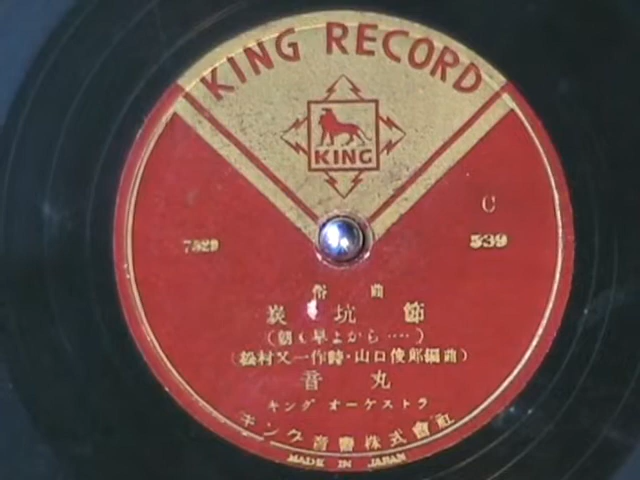 KING RECORD
KING
C
7529 539
俗曲
炭坑節
(朝も早よから‥‥)
(松村又一作詩・山口俊郎編曲)
音丸
キング オーケストラ
キング音響株式會社
MADE IN JAPAN